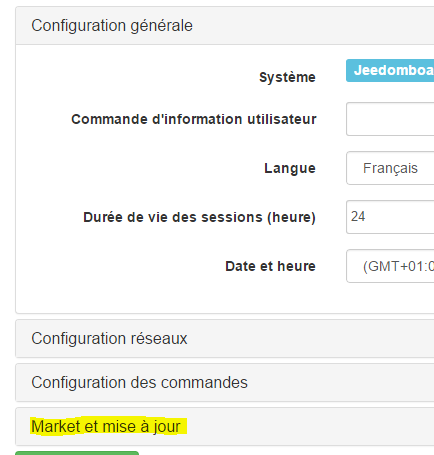 Configuration générale
Système
Jeedomboa
Commande d'information utilisateur
Langue
Français
Durée de vie des sessions (heure)
24
Date et heure
(GMT+01:0
Configuration réseaux
Configuration des commandes
Market et mise à jour